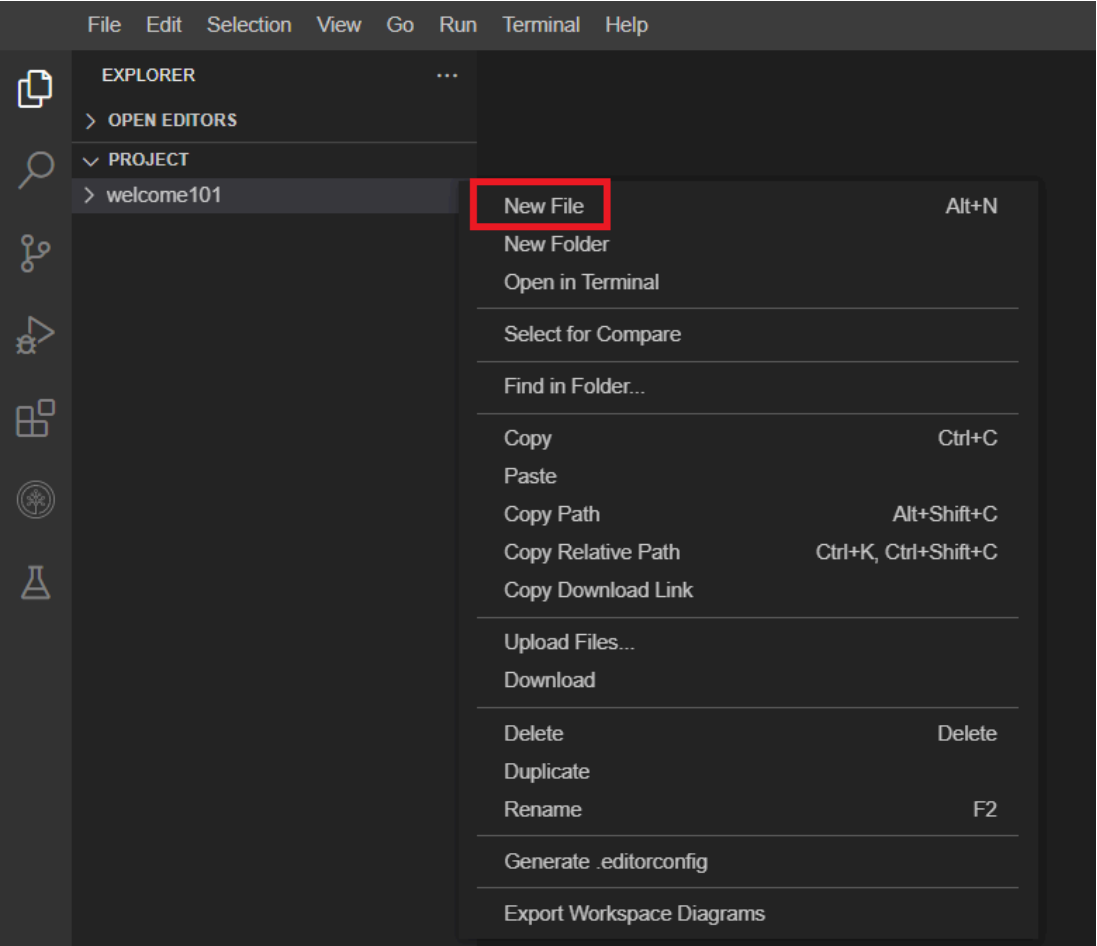 File Edit Selection View Go Run Terminal Help
EXPLORER ...
OPEN EDITORS
PROJECT
welcome101
New File Alt+N
New Folder
Open in Terminal
Select for Compare
Find in Folder...
Copy Ctrl+C
Paste
Copy Path Alt+Shift+C
Copy Relative Path Ctrl+K, Ctrl+Shift+C
Copy Download Link
Upload Files...
Download
Delete Delete
Duplicate
Rename F2
Generate .editorconfig
Export Workspace Diagrams